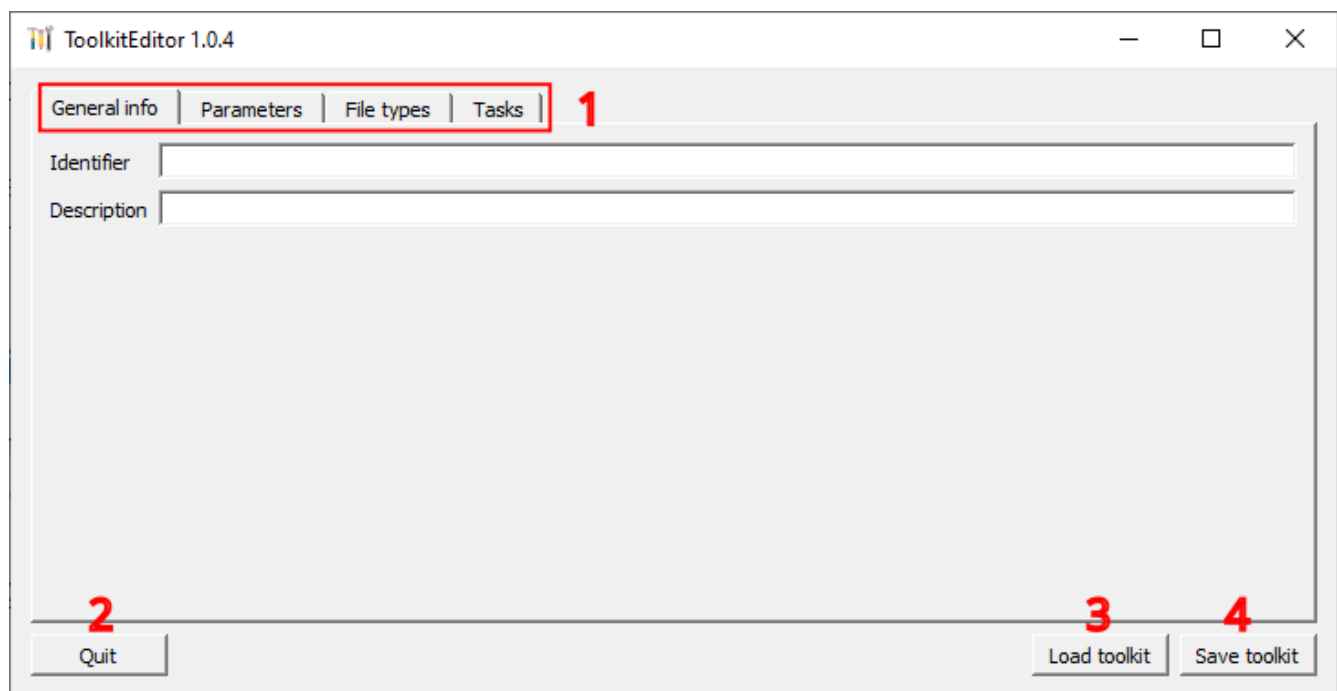 ToolkitEditor 1.0.4
General info Parameters File types Tasks 1
Identifier
Description
2 3 4
Quit Load toolkit Save toolkit